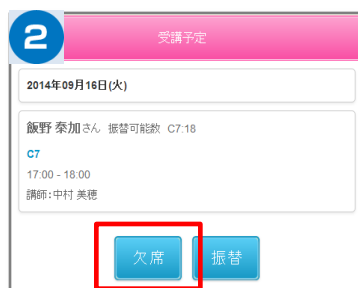 2
受講予定
2014年09月16日(火)
飯野 泰加さん 振替可能数 C7:18
C7
17:00 - 18:00
講師:中村 美穂
欠席 振替